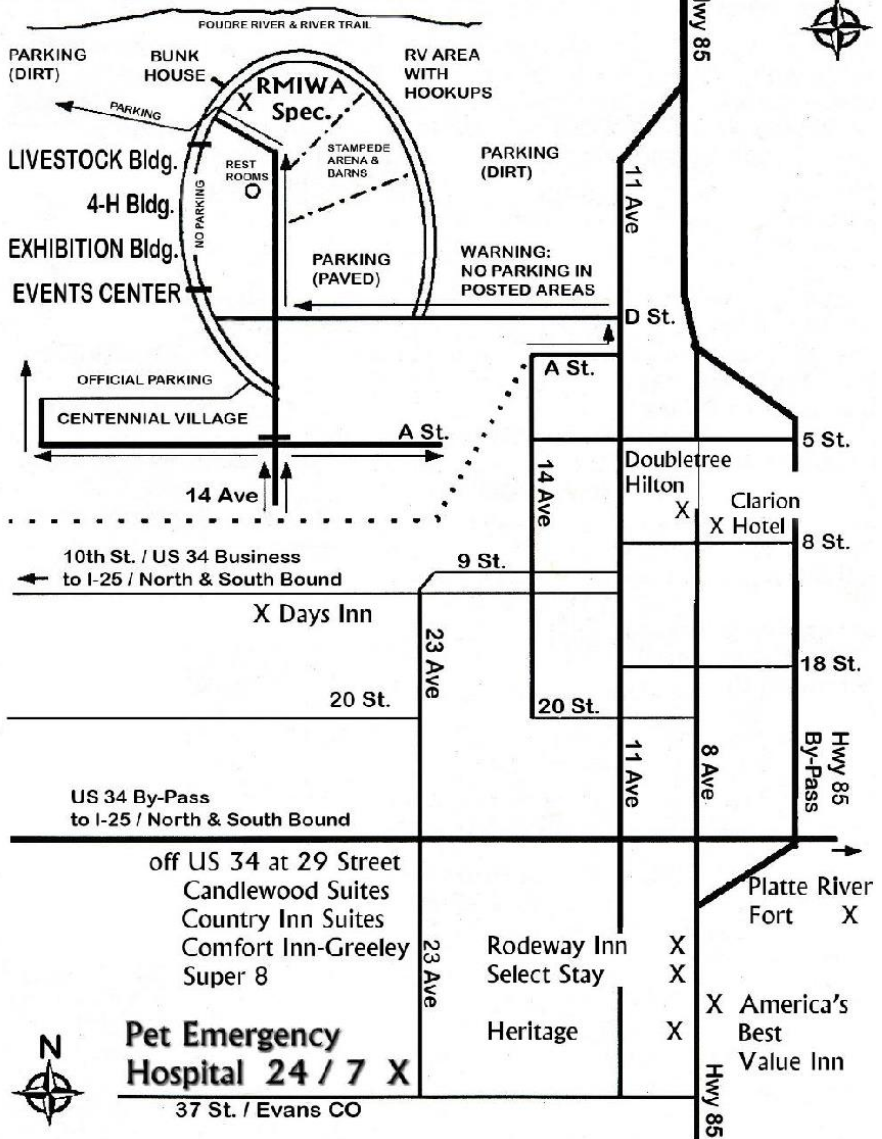 POUDRE RIVER & RIVER TRAIL
Hwy 85
PARKING
(DIRT)
BUNK
HOUSE
RV AREA
WITH
HOOKUPS
X RMIWA
Spec.
PARKING
LIVESTOCK Bldg.
REST
ROOMS
STAMPEDE
ARENA &
BARNS
PARKING
(DIRT)
11 Ave
4-H Bldg.
NO PARKING
EXHIBITION Bldg.
PARKING
(PAVED)
WARNING:
NO PARKING IN
POSTED AREAS
EVENTS CENTER
D St.
A St.
OFFICIAL PARKING
CENTENNIAL VILLAGE
A St.
14 Ave
5 St.
14 Ave
Doubletree
Hilton
X
Clarion
X Hotel
8 St.
10th St. / US 34 Business
to I-25 / North & South Bound
9 St.
X Days Inn
23 Ave
18 St.
20 St.
20 St.
11 Ave
8 Ave
Hwy 85
By-Pass
US 34 By-Pass
to I-25 / North & South Bound
off US 34 at 29 Street
Candlewood Suites
Country Inn Suites
Comfort Inn-Greeley
Super 8
23 Ave
Platte River
Fort X
Rodeway Inn X
Select Stay X
Heritage X
X America's
Best
Value Inn
N
Pet Emergency
Hospital 24 / 7 X
37 St. / Evans CO
Hwy 85